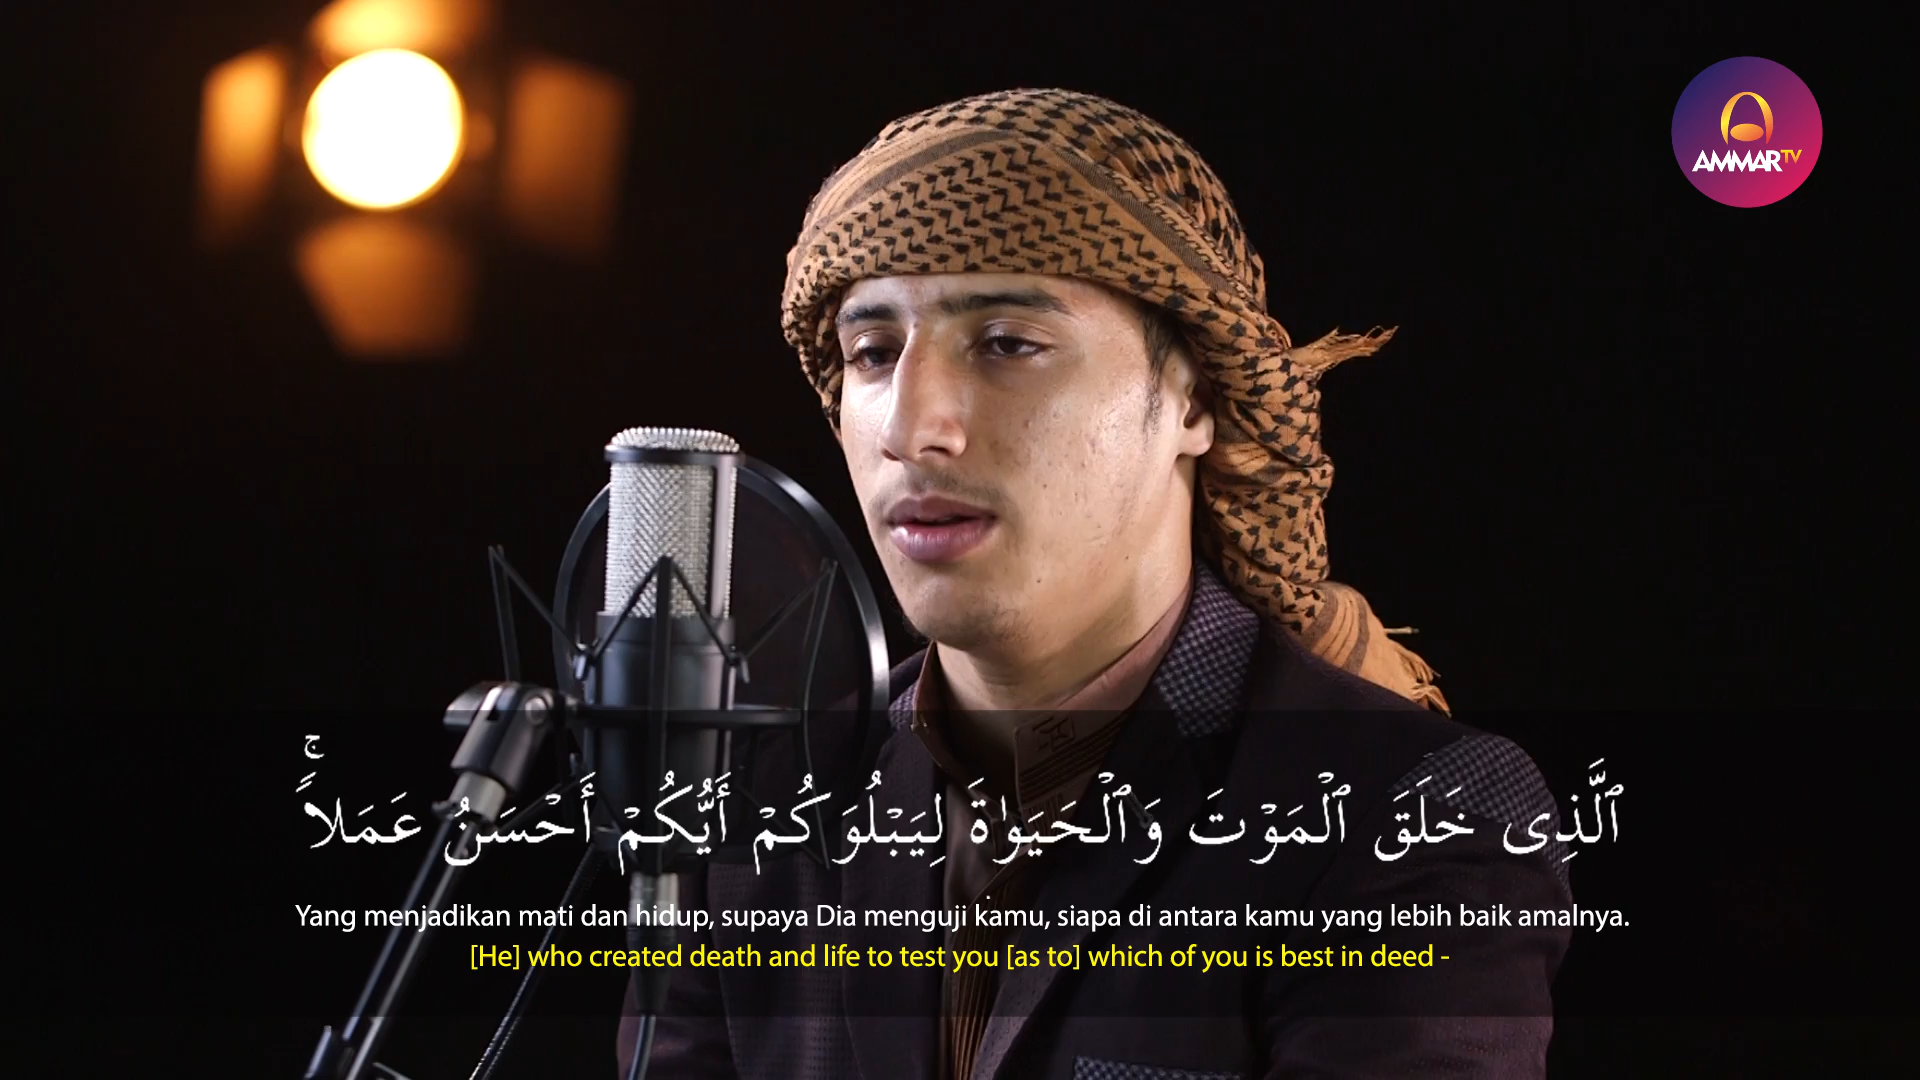 AMMARTV
ٱلَّذِى خَلَقَ ٱلْمَوْتَ وَٱلْحَيَوٰةَ لِيَبْلُوَكُمْ أَيُّكُمْ أَحْسَنُ عَمَلاًۚ
Yang menjadikan mati dan hidup, supaya Dia menguji kamu, siapa di antara kamu yang lebih baik amalnya.
[He] who created death and life to test you [as to] which of you is best in deed -